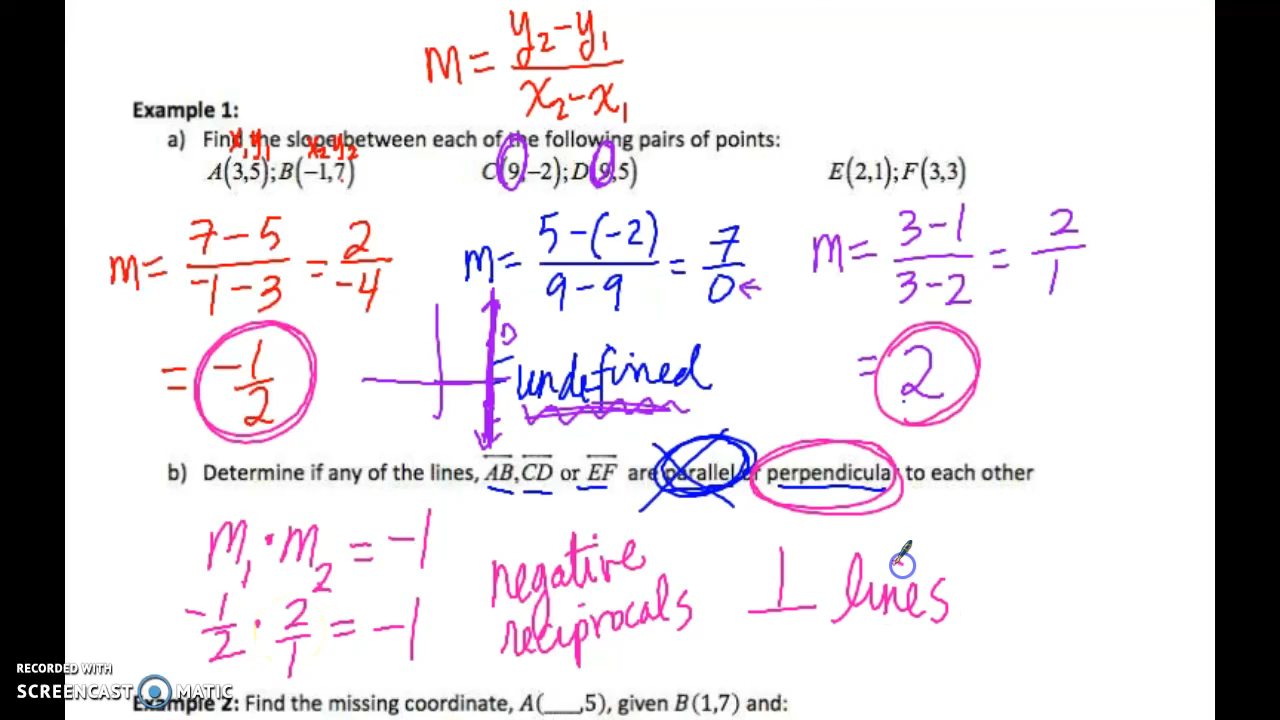 m = y₂ – y₁ / x₂ – x₁
Example 1:
a) Find the slope between each of the following pairs of points:
x₁ y₁ x₂ y₂
A(3,5); B(−1,7) C(9,−2); D(9,5) E(2,1); F(3,3)
m = 7 – 5 / -1 – 3 = 2 / -4 m = 5 – (-2) / 9 – 9 = 7 / 0 m = 3 – 1 / 3 – 2 = 2 / 1
= -1/2 undefined = 2
b) Determine if any of the lines, AB, CD or EF are parallel or perpendicular to each other
m₁ · m₂ = -1 negative reciprocals ⊥ lines
-1/2 · 2/1 = -1
RECORDED WITH
SCREENCAST MATIC
Example 2: Find the missing coordinate, A(___,5), given B(1,7) and: